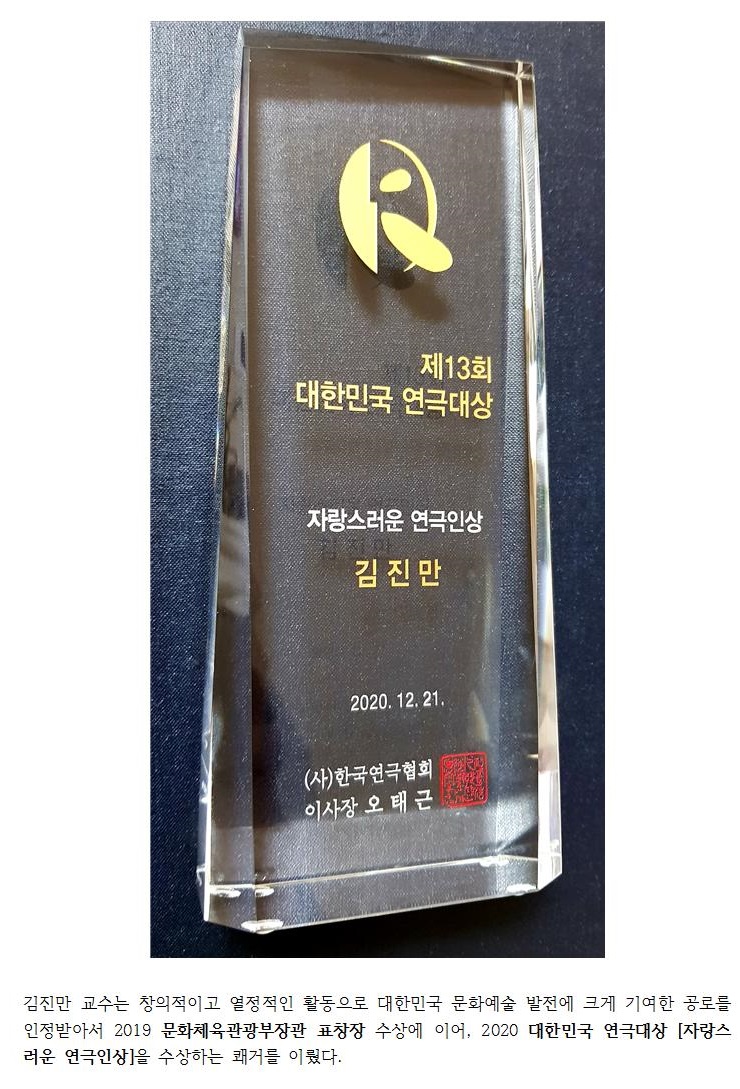 제13회
대한민국 연극대상
자랑스러운 연극인상
김진만
2020. 12. 21.
(사)한국연극협회
이사장 오태근
김진만 교수는 창의적이고 열정적인 활동으로 대한민국 문화예술 발전에 크게 기여한 공로를
인정받아서 2019 문화체육관광부장관 표창장 수상에 이어, 2020 대한민국 연극대상 [자랑스
러운 연극인상]을 수상하는 쾌거를 이뤘다.